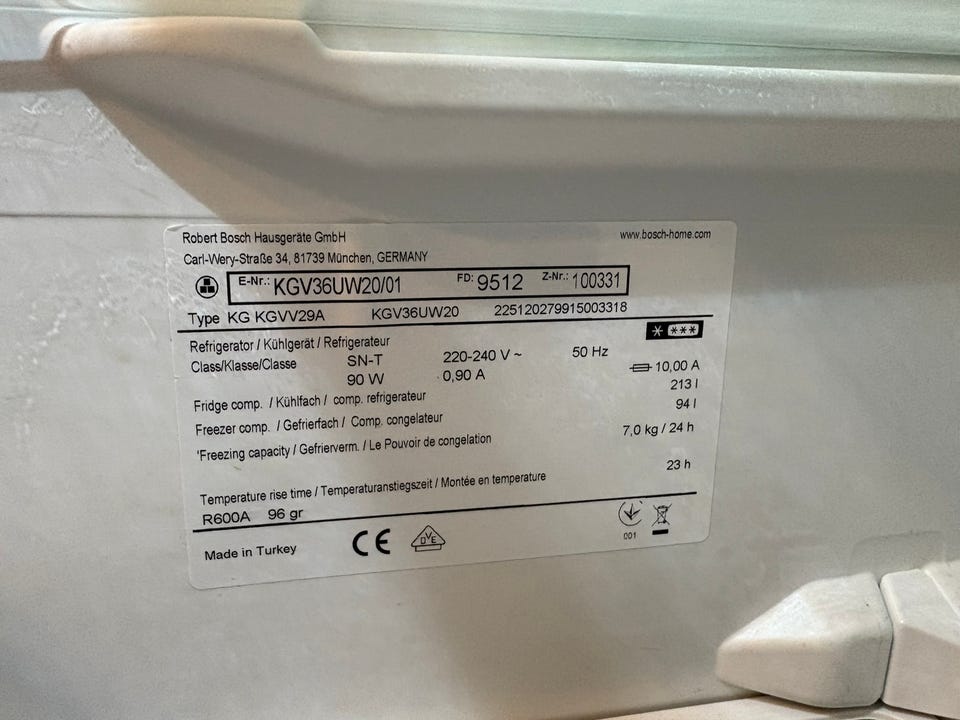 Robert Bosch Hausgeräte GmbH www.bosch-home.com
Carl-Wery-Straße 34, 81739 München, GERMANY
E-Nr.: KGV36UW20/01 FD: 9512 Z-Nr.: 100331
Type KG KGVV29A KGV36UW20 225120279915003318
* ***
Refrigerator / Kühlgerät / Refrigerateur
Class/Klasse/Classe SN-T 220-240 V ~ 50 Hz
90 W 0,90 A 10,00 A
Fridge comp. / Kühlfach / comp. refrigerateur 213 l
Freezer comp. / Gefrierfach / Comp. congelateur 94 l
'Freezing capacity / Gefrierverm. / Le Pouvoir de congelation 7,0 kg / 24 h
Temperature rise time / Temperaturanstiegszeit / Montée en temperature 23 h
R600A 96 gr
Made in Turkey CE DVE 001